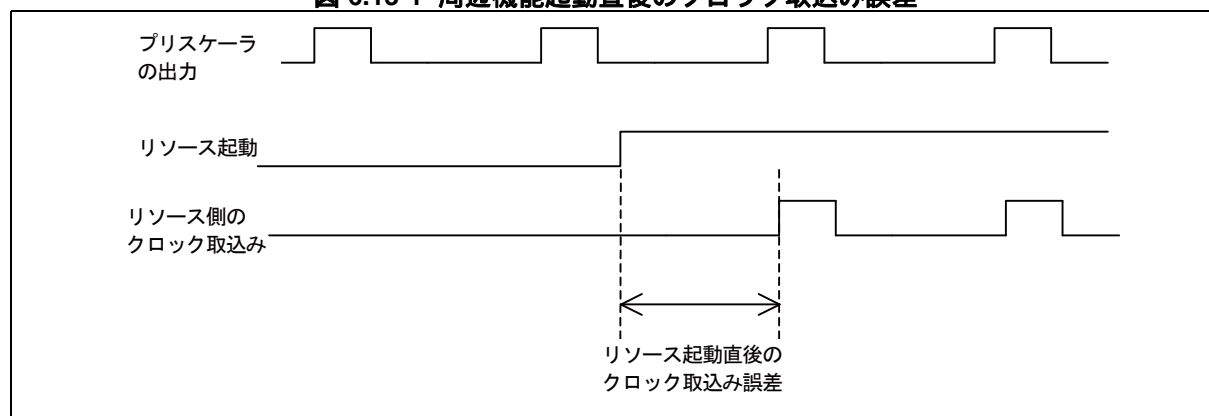 プリスケーラ
の出力
リソース起動
リソース側の
クロック取込み
リソース起動直後の
クロック取込み誤差